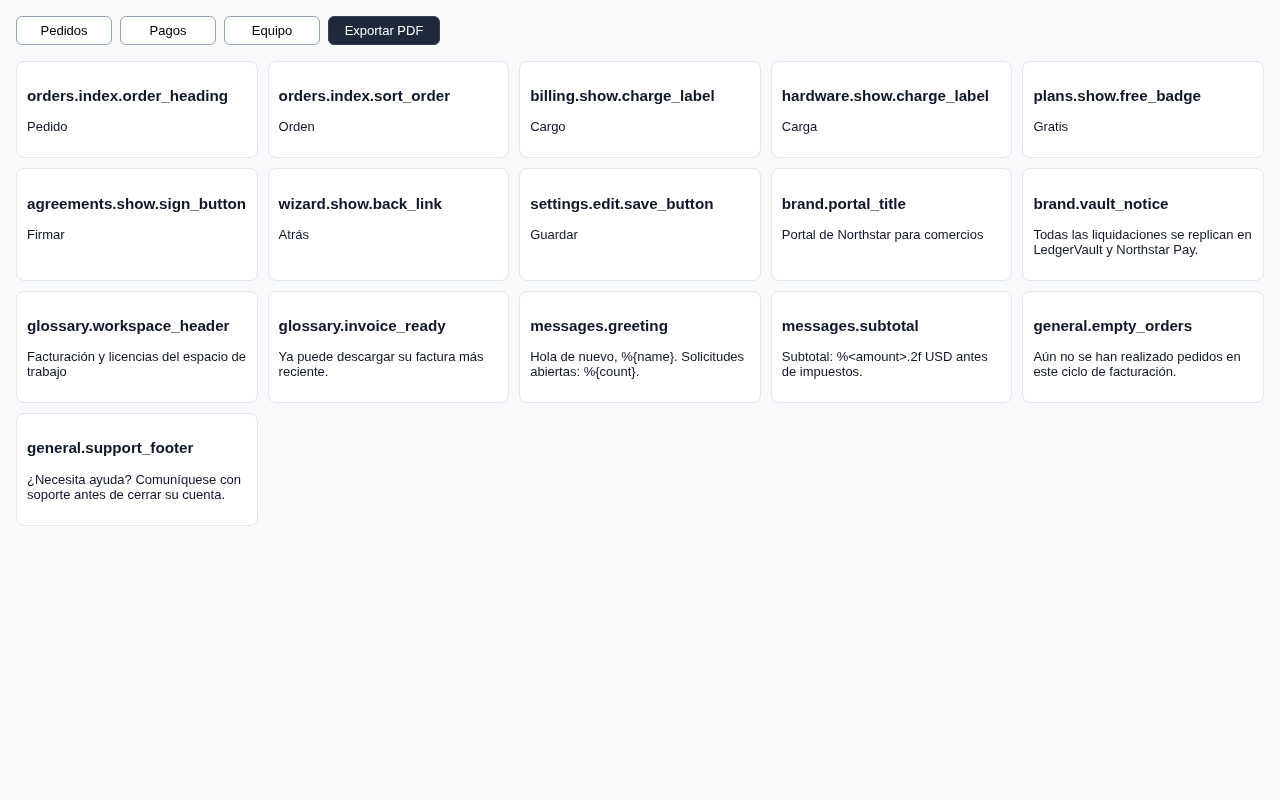 Pedidos
Pagos
Equipo
Exportar PDF
orders.index.order_heading
Pedido
orders.index.sort_order
Orden
billing.show.charge_label
Cargo
hardware.show.charge_label
Carga
plans.show.free_badge
Gratis
agreements.show.sign_button
Firmar
wizard.show.back_link
Atrás
settings.edit.save_button
Guardar
brand.portal_title
Portal de Northstar para comercios
brand.vault_notice
Todas las liquidaciones se replican en
LedgerVault y Northstar Pay.
glossary.workspace_header
Facturación y licencias del espacio de
trabajo
glossary.invoice_ready
Ya puede descargar su factura más
reciente.
messages.greeting
Hola de nuevo, %{name}. Solicitudes
abiertas: %{count}.
messages.subtotal
Subtotal: %<amount>.2f USD antes
de impuestos.
general.empty_orders
Aún no se han realizado pedidos en
este ciclo de facturación.
general.support_footer
¿Necesita ayuda? Comuníquese con
soporte antes de cerrar su cuenta.